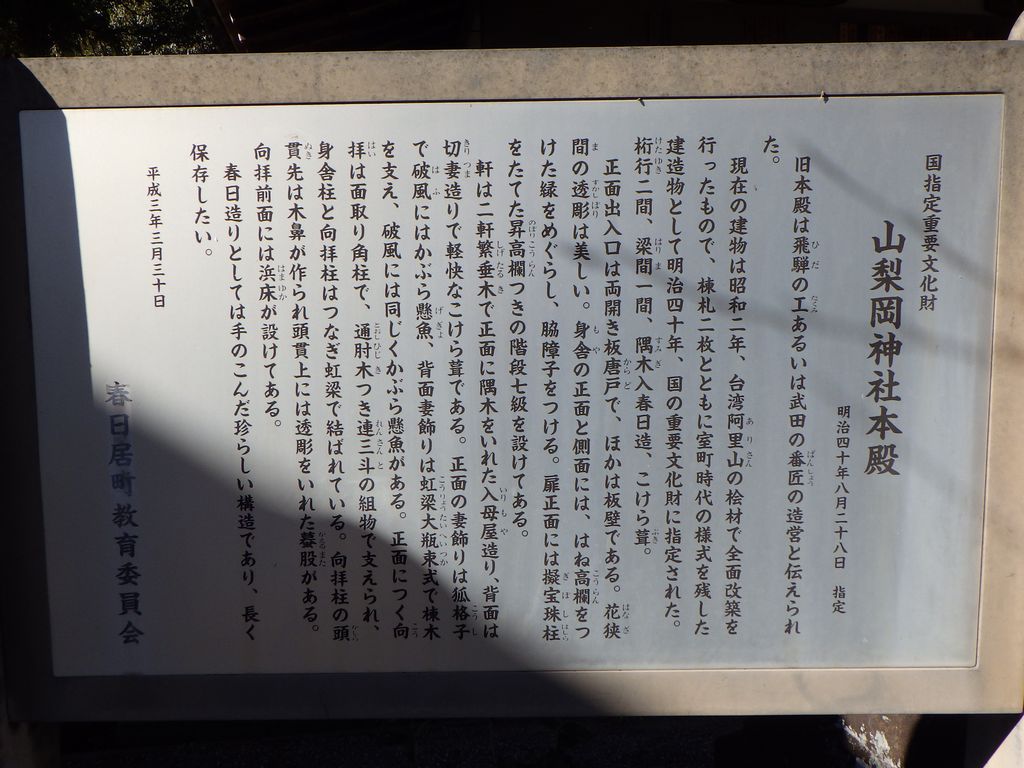 国指定重要文化財
山梨岡神社本殿
明治四十年八月二十八日　指定
旧本殿は飛騨の工あるいは武田の番匠の造営と伝えられ
た。
現在の建物は昭和二年、台湾阿里山の桧材で全面改築を
行ったもので、棟札二枚とともに室町時代の様式を残した
建造物として明治四十年、国の重要文化財に指定された。
桁行二間、梁間一間、隅木入春日造、こけら葺。
正面出入口は両開き板唐戸で、ほかは板壁である。花狭
間の透彫は美しい。身舎の正面と側面には、はね高欄をつ
けた縁をめぐらし、脇障子をつける。扉正面には擬宝珠柱
をたてた昇高欄つきの階段七級を設けてある。
軒は二軒繁垂木で正面に隅木をいれた入母屋造り、背面は
切妻造りで軽快なこけら葺である。正面の妻飾りは狐格子
で破風にはかぶら懸魚、背面妻飾りは虹梁大瓶束式で棟木
を支え、破風には同じくかぶら懸魚がある。正面につく向
拝は面取り角柱で、通肘木つき連三斗の組物で支えられ、
身舎柱と向拝柱はつなぎ虹梁で結ばれている。向拝柱の頭
貫先は木鼻が作られ頭貫上には透彫をいれた蟇股がある。
向拝前面には浜床が設けてある。
春日造りとしては手のこんだ珍らしい構造であり、長く
保存したい。
平成三年三月三十日
春日居町教育委員会